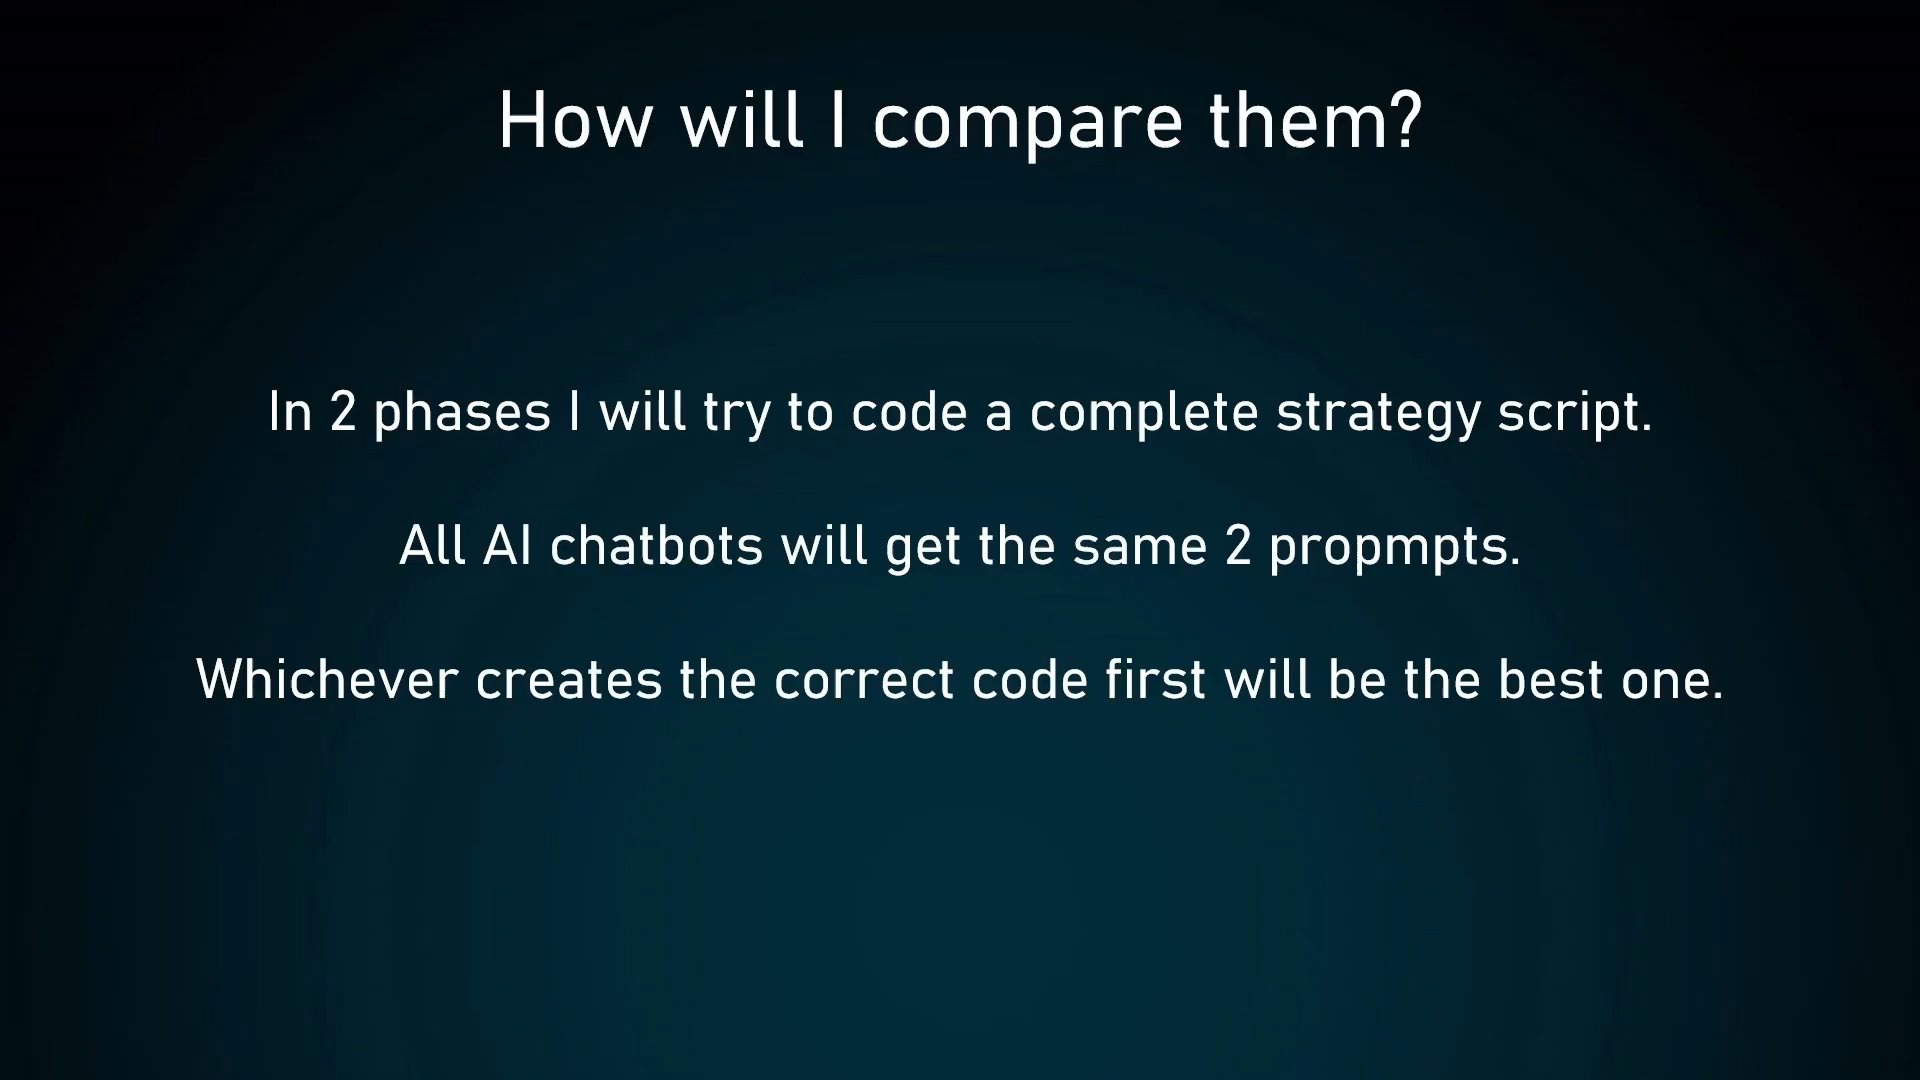 How will I compare them?
In 2 phases I will try to code a complete strategy script.
All AI chatbots will get the same 2 propmpts.
Whichever creates the correct code first will be the best one.